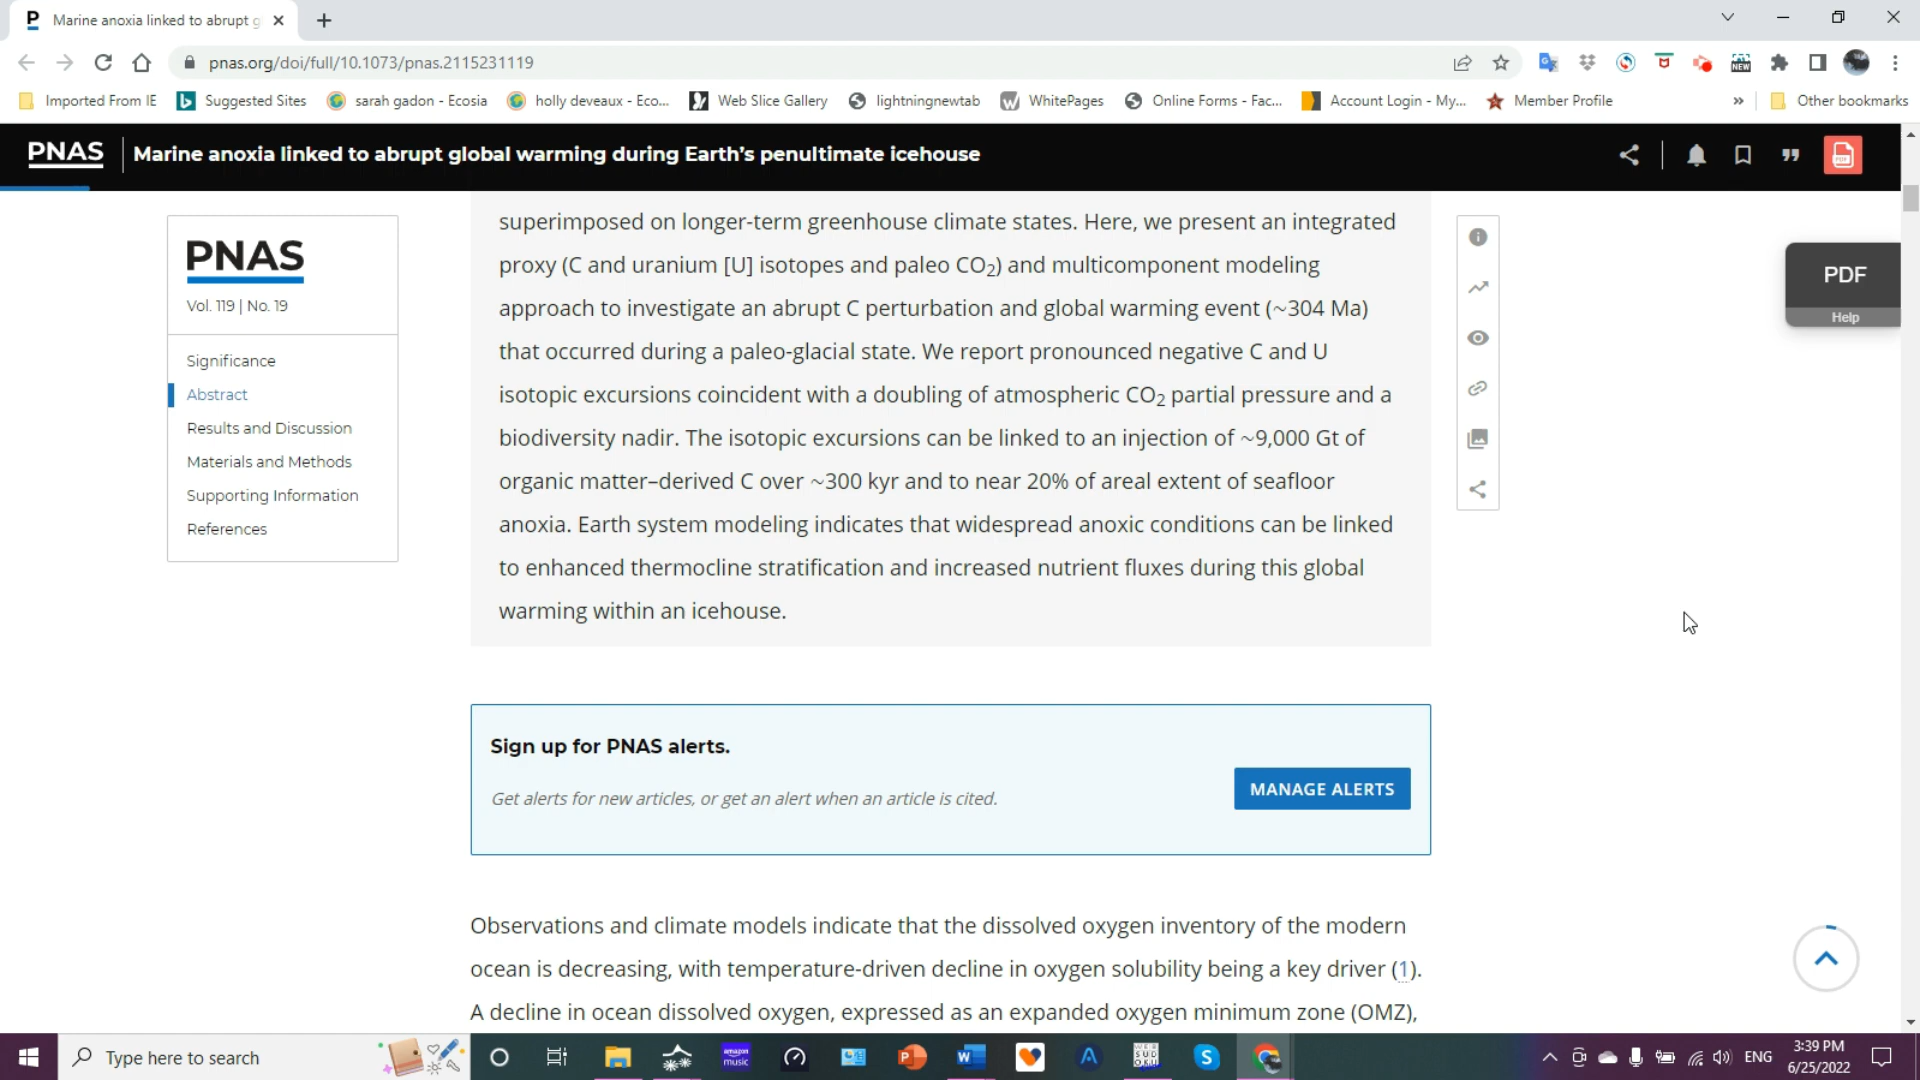 Marine anoxia linked to abrupt g
pnas.org/doi/full/10.1073/pnas.2115231119
Imported From IE
Suggested Sites
sarah gadon - Ecosia
holly deveaux - Eco...
Web Slice Gallery
lightningnewtab
WhitePages
Online Forms - Fac...
Account Login - My...
Member Profile
»
Other bookmarks
PNAS
Marine anoxia linked to abrupt global warming during Earth’s penultimate icehouse
PNAS
Vol. 119 | No. 19
Significance
Abstract
Results and Discussion
Materials and Methods
Supporting Information
References
superimposed on longer-term greenhouse climate states. Here, we present an integrated
proxy (C and uranium [U] isotopes and paleo CO₂) and multicomponent modeling
approach to investigate an abrupt C perturbation and global warming event (~304 Ma)
that occurred during a paleo-glacial state. We report pronounced negative C and U
isotopic excursions coincident with a doubling of atmospheric CO₂ partial pressure and a
biodiversity nadir. The isotopic excursions can be linked to an injection of ~9,000 Gt of
organic matter–derived C over ~300 kyr and to near 20% of areal extent of seafloor
anoxia. Earth system modeling indicates that widespread anoxic conditions can be linked
to enhanced thermocline stratification and increased nutrient fluxes during this global
warming within an icehouse.
PDF
Help
Sign up for PNAS alerts.
Get alerts for new articles, or get an alert when an article is cited.
MANAGE ALERTS
Observations and climate models indicate that the dissolved oxygen inventory of the modern
ocean is decreasing, with temperature-driven decline in oxygen solubility being a key driver (1).
A decline in ocean dissolved oxygen, expressed as an expanded oxygen minimum zone (OMZ),
Type here to search
amazon music
WEB SUDOKU
ENG
3:39 PM
6/25/2022